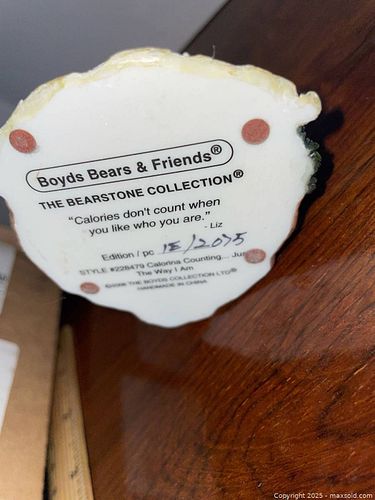 Boyds Bears & Friends®
THE BEARSTONE COLLECTION®
"Calories don't count when
you like who you are."
- Liz
Edition / pc 1E/2075
STYLE #228479 Calorina Counting... Jus
The Way I Am
©2006 THE BOYDS COLLECTION LTD®
HANDMADE IN CHINA
Copyright © 2025 - maxsold.com